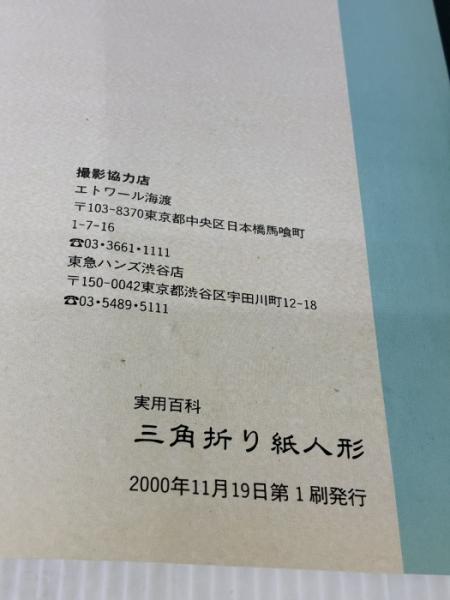 撮影協力店
エトワール海渡
〒103-8370東京都中央区日本橋馬喰町
1-7-16
☎03・3661・1111
東急ハンズ渋谷店
〒150-0042東京都渋谷区宇田川町12-18
☎03・5489・5111
実用百科
三角折り紙人形
2000年11月19日第1刷発行